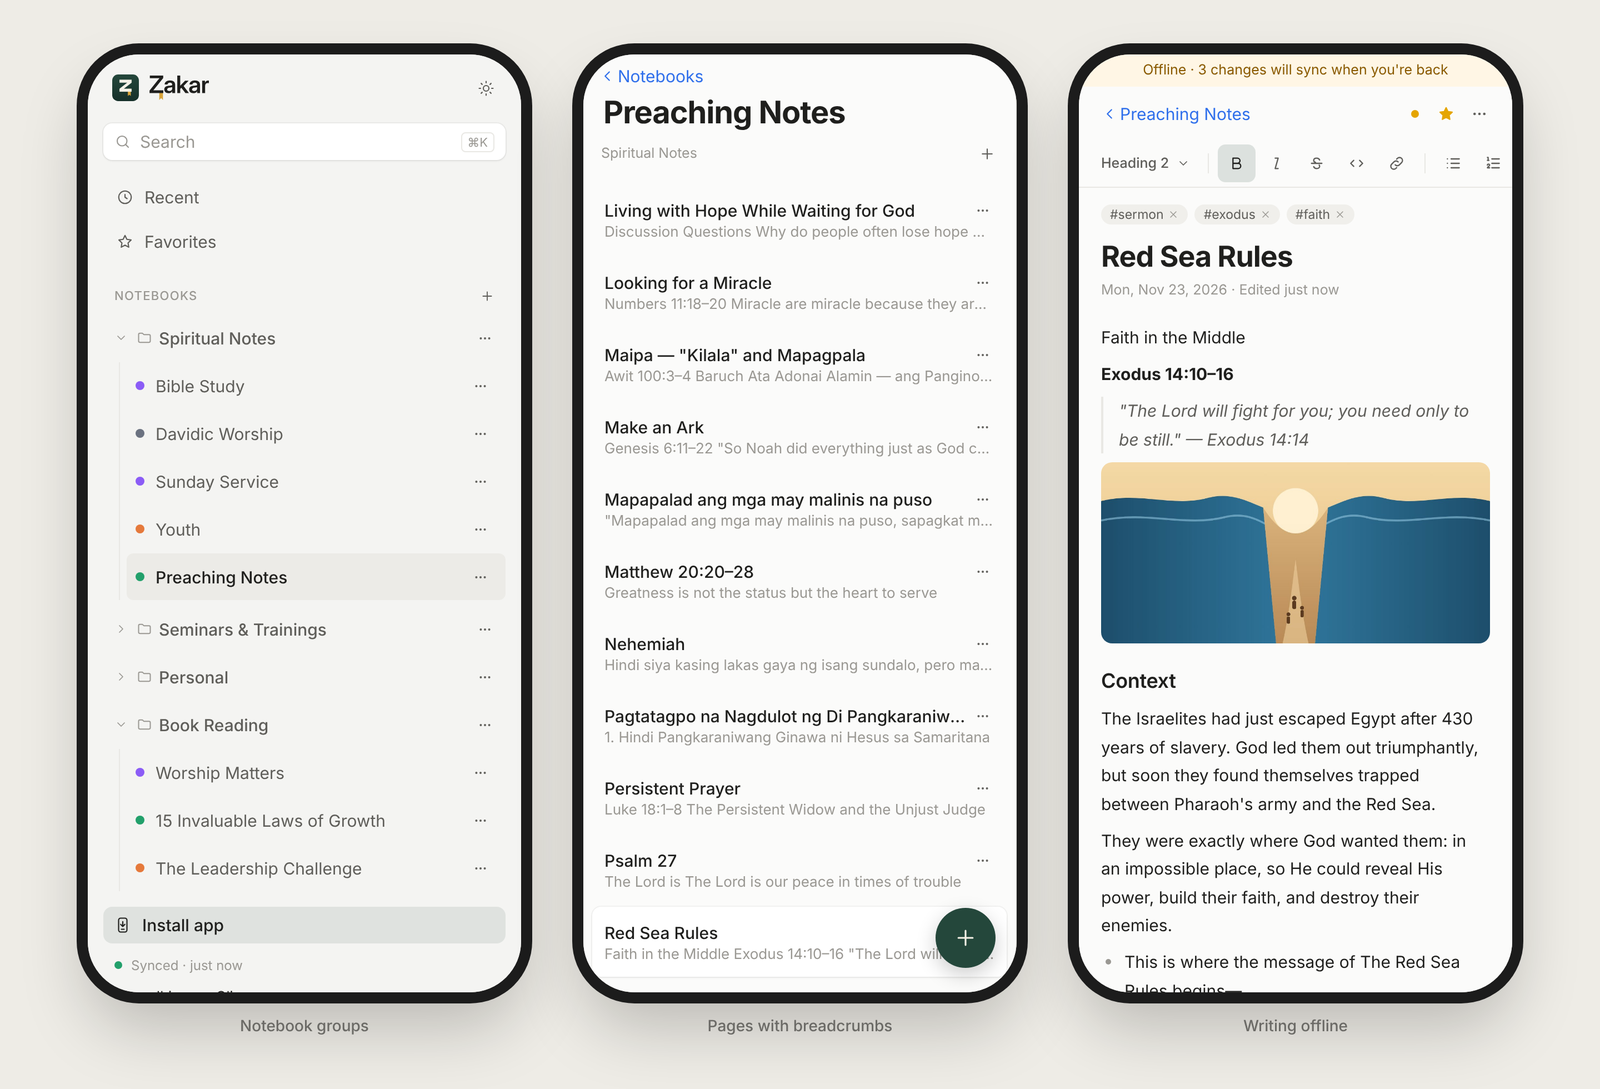 Zakar
Search
⌘K
Recent
Favorites
NOTEBOOKS
Spiritual Notes
Bible Study
Davidic Worship
Sunday Service
Youth
Preaching Notes
Seminars & Trainings
Personal
Book Reading
Worship Matters
15 Invaluable Laws of Growth
The Leadership Challenge
Install app
Synced · just now
Notebook groups
Notebooks
Preaching Notes
Spiritual Notes
Living with Hope While Waiting for God
Discussion Questions Why do people often lose hope ...
Looking for a Miracle
Numbers 11:18–20 Miracle are miracle because they ar...
Maipa — "Kilala" and Mapagpala
Awit 100:3–4 Baruch Ata Adonai Alamin — ang Pangino...
Make an Ark
Genesis 6:11–22 "So Noah did everything just as God c...
Mapapalad ang mga may malinis na puso
"Mapapalad ang mga may malinis na puso, sapagkat m...
Matthew 20:20–28
Greatness is not the status but the heart to serve
Nehemiah
Hindi siya kasing lakas gaya ng isang sundalo, pero ma...
Pagtatagpo na Nagdulot ng Di Pangkaraniw...
1. Hindi Pangkaraniwang Ginawa ni Hesus sa Samaritana
Persistent Prayer
Luke 18:1–8 The Persistent Widow and the Unjust Judge
Psalm 27
The Lord is The Lord is our peace in times of trouble
Red Sea Rules
Faith in the Middle Exodus 14:10–16 "The Lord wil
Pages with breadcrumbs
Offline · 3 changes will sync when you're back
Preaching Notes
Heading 2
#sermon
#exodus
#faith
Red Sea Rules
Mon, Nov 23, 2026 · Edited just now
Faith in the Middle
Exodus 14:10–16
"The Lord will fight for you; you need only to
be still." — Exodus 14:14
Context
The Israelites had just escaped Egypt after 430
years of slavery. God led them out triumphantly,
but soon they found themselves trapped
between Pharaoh's army and the Red Sea.
They were exactly where God wanted them: in
an impossible place, so He could reveal His
power, build their faith, and destroy their
enemies.
• This is where the message of The Red Sea
Rules begins—
Writing offline